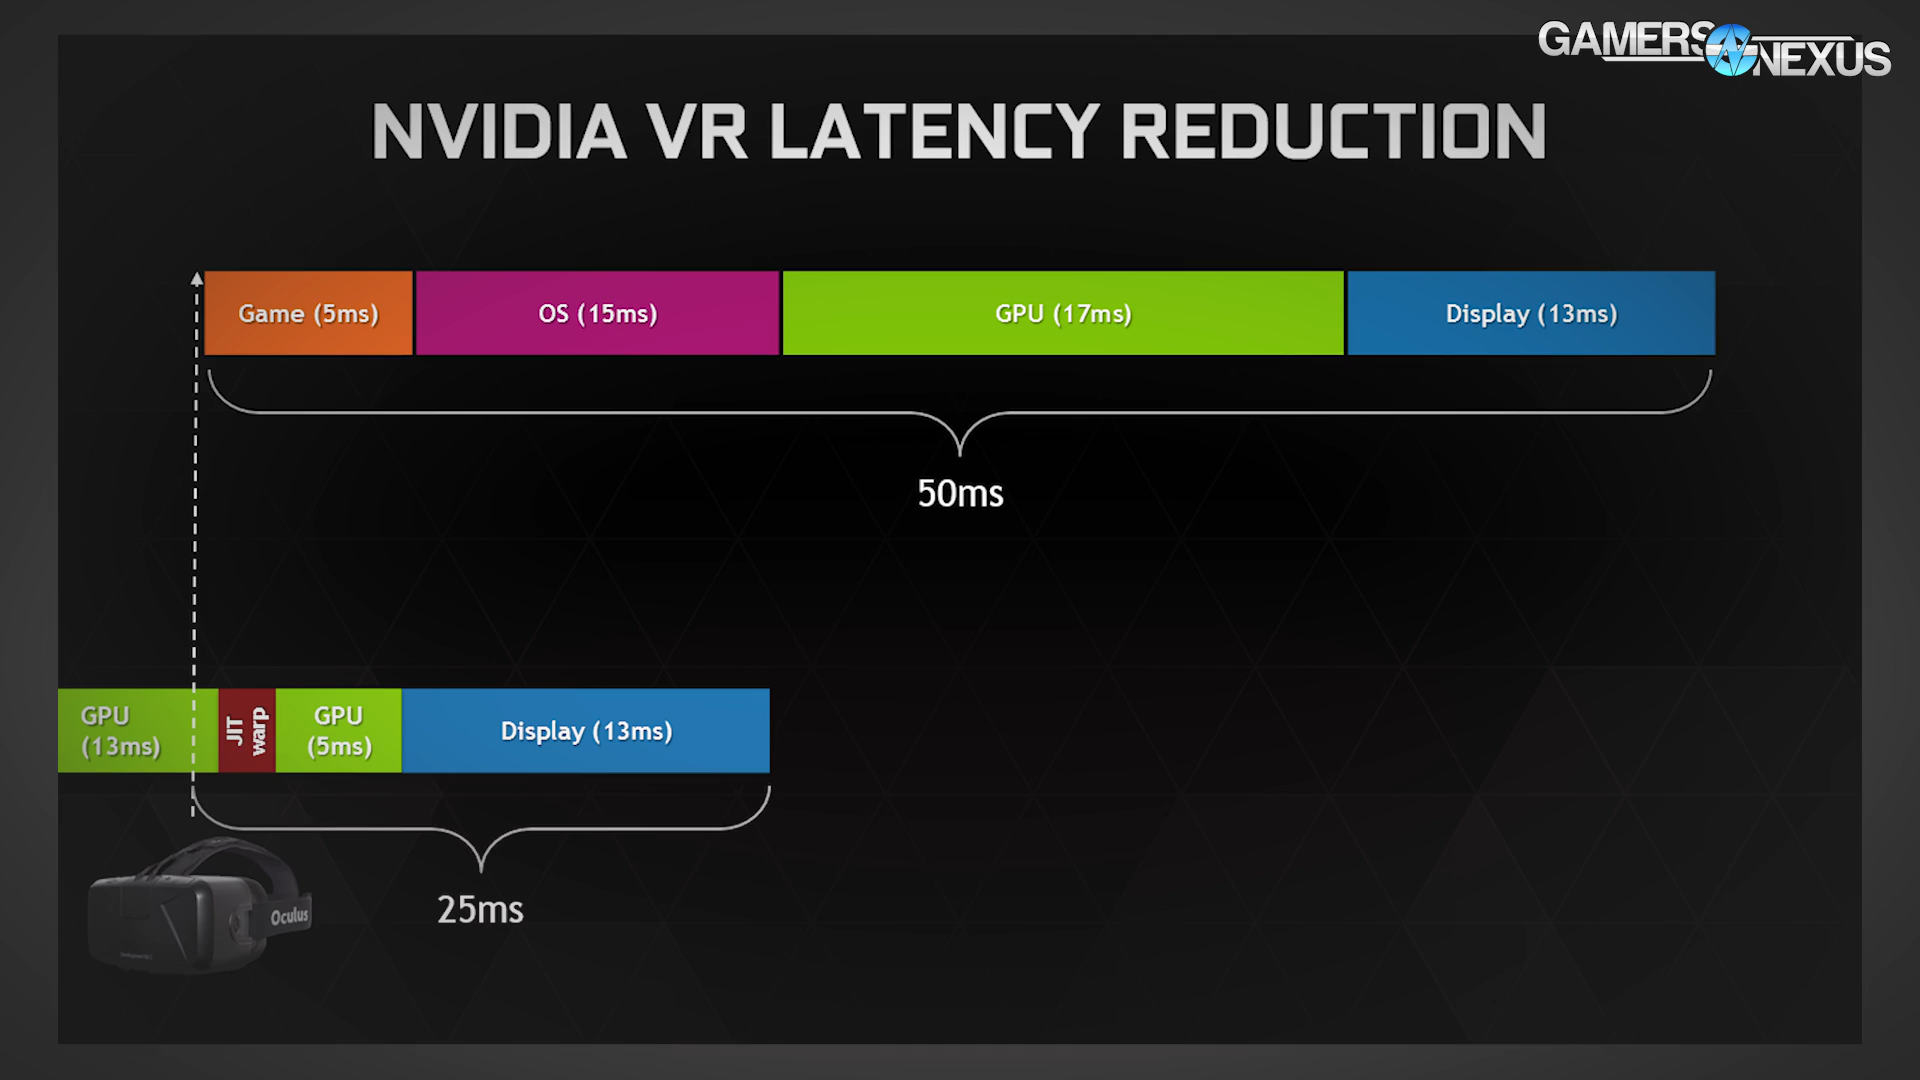 GAMERS NEXUS
NVIDIA VR LATENCY REDUCTION
Game (5ms)
OS (15ms)
GPU (17ms)
Display (13ms)
50ms
GPU
(13ms)
JIT
warp
GPU
(5ms)
Display (13ms)
25ms
Oculus